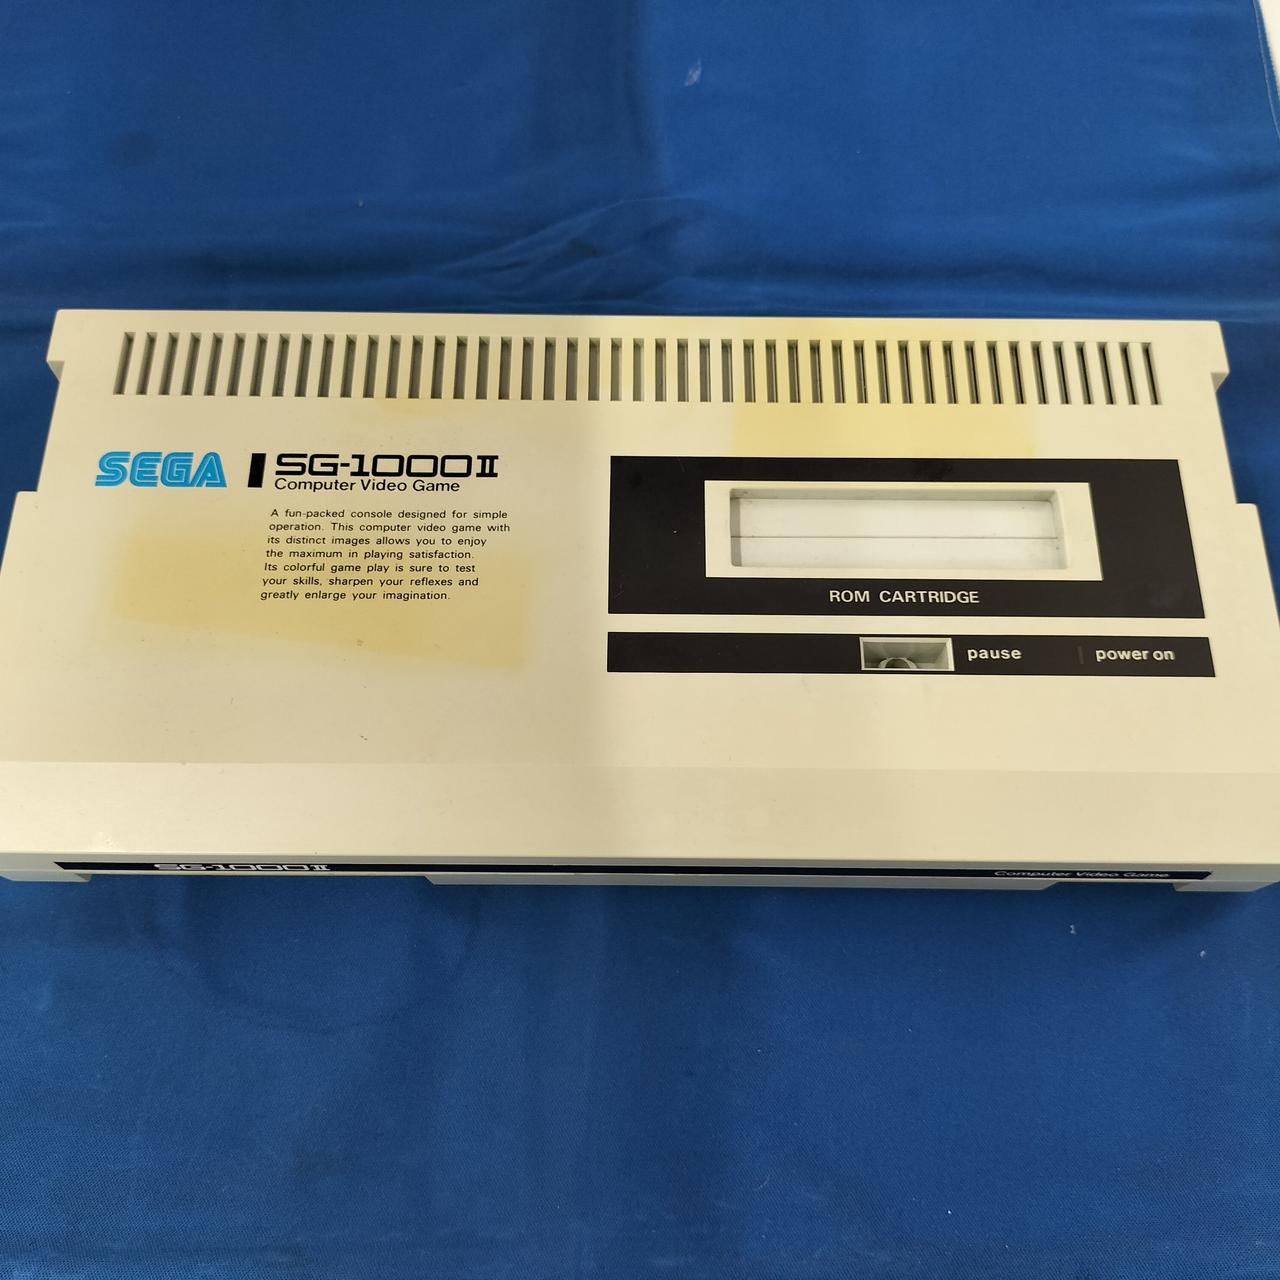 SEGA
SG-1000II
Computer Video Game
A fun-packed console designed for simple
operation. This computer video game with
its distinct images allows you to enjoy
the maximum in playing satisfaction.
Its colorful game play is sure to test
your skills, sharpen your reflexes and
greatly enlarge your imagination.
ROM CARTRIDGE
pause
power on
SG-1000II
Computer Video Game